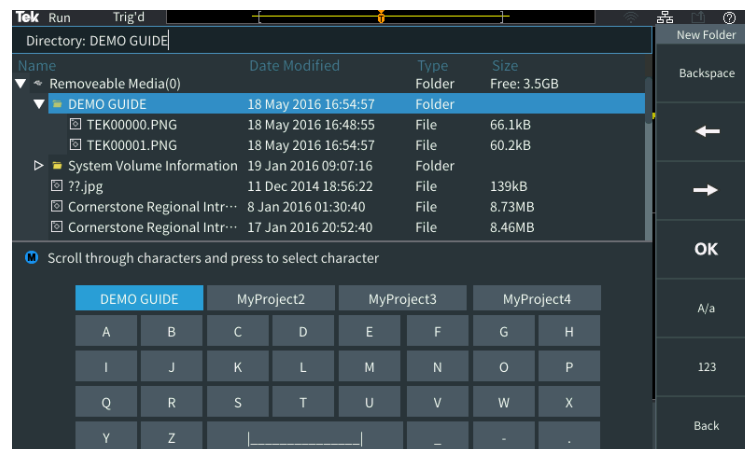 Tek Run Trig'd
New Folder
Directory: DEMO GUIDE
Name Date Modified Type Size
Removeable Media(0) Folder Free: 3.5GB
DEMO GUIDE 18 May 2016 16:54:57 Folder
TEK00000.PNG 18 May 2016 16:48:55 File 66.1kB
TEK00001.PNG 18 May 2016 16:54:57 File 60.2kB
System Volume Information 19 Jan 2016 09:07:16 Folder
??.jpg 11 Dec 2014 18:56:22 File 139kB
Cornerstone Regional Intr··· 8 Jan 2016 01:30:40 File 8.73MB
Cornerstone Regional Intr··· 17 Jan 2016 20:52:40 File 8.46MB
M Scroll through characters and press to select character
DEMO GUIDE MyProject2 MyProject3 MyProject4
A B C D E F G H
I J K L M N O P
Q R S T U V W X
Y Z |_______________| _ - .
Backspace
OK
A/a
123
Back